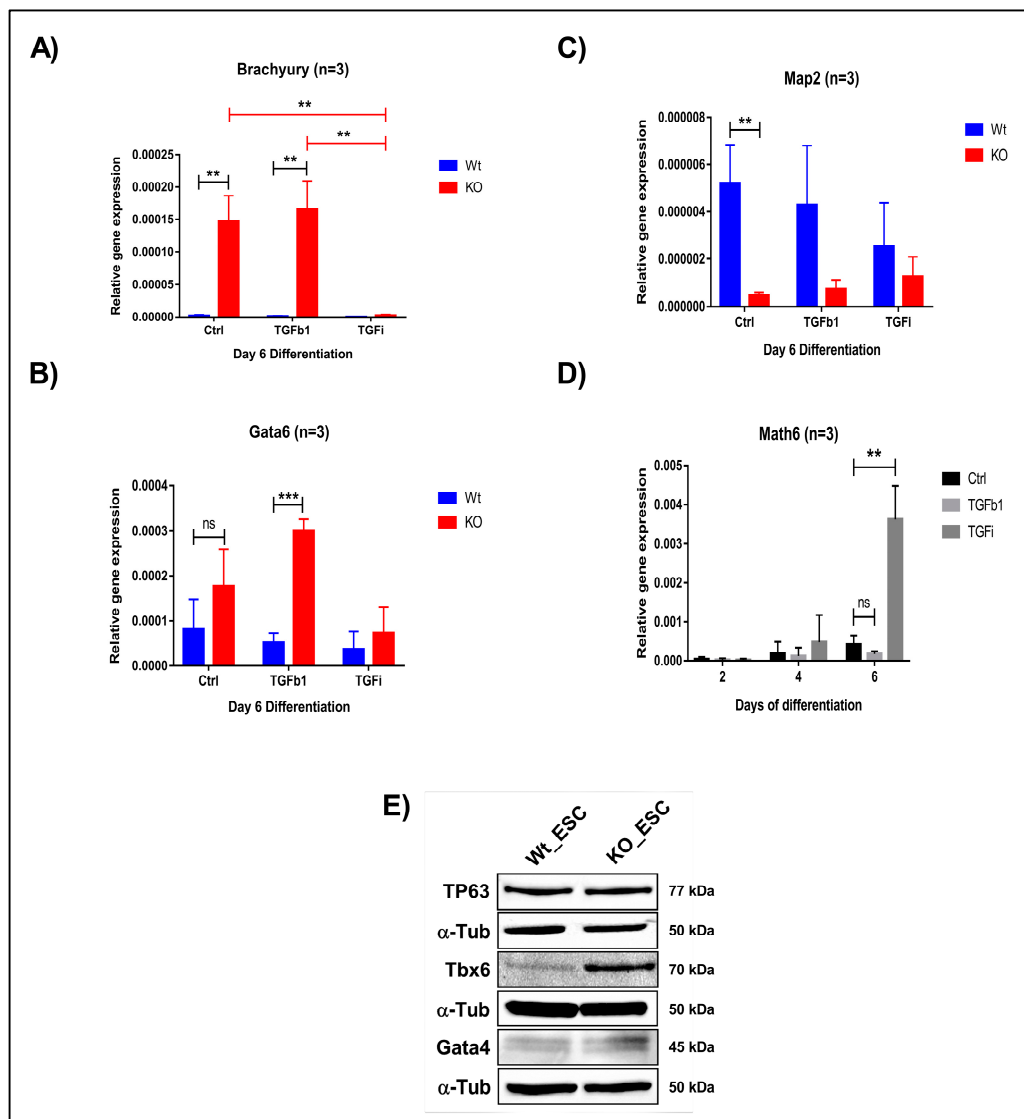 A)
Brachyury (n=3)
**
**
**
**
Relative gene expression
0.00025
0.00020
0.00015
0.00010
0.00005
0.00000
Ctrl
TGFb1
TGFi
Day 6 Differentiation
Wt
KO
C)
Map2 (n=3)
**
Relative gene expression
0.000008
0.000006
0.000004
0.000002
0.000000
Ctrl
TGFb1
TGFi
Day 6 Differentiation
Wt
KO
B)
Gata6 (n=3)
ns
***
Relative gene expression
0.0004
0.0003
0.0002
0.0001
0.0000
Ctrl
TGFb1
TGFi
Day 6 Differentiation
Wt
KO
D)
Math6 (n=3)
**
ns
Relative gene expression
0.005
0.004
0.003
0.002
0.001
0.000
2
4
6
Days of differentiation
Ctrl
TGFb1
TGFi
E)
Wt_ESC
KO_ESC
TP63 77 kDa
α-Tub 50 kDa
Tbx6 70 kDa
α-Tub 50 kDa
Gata4 45 kDa
α-Tub 50 kDa